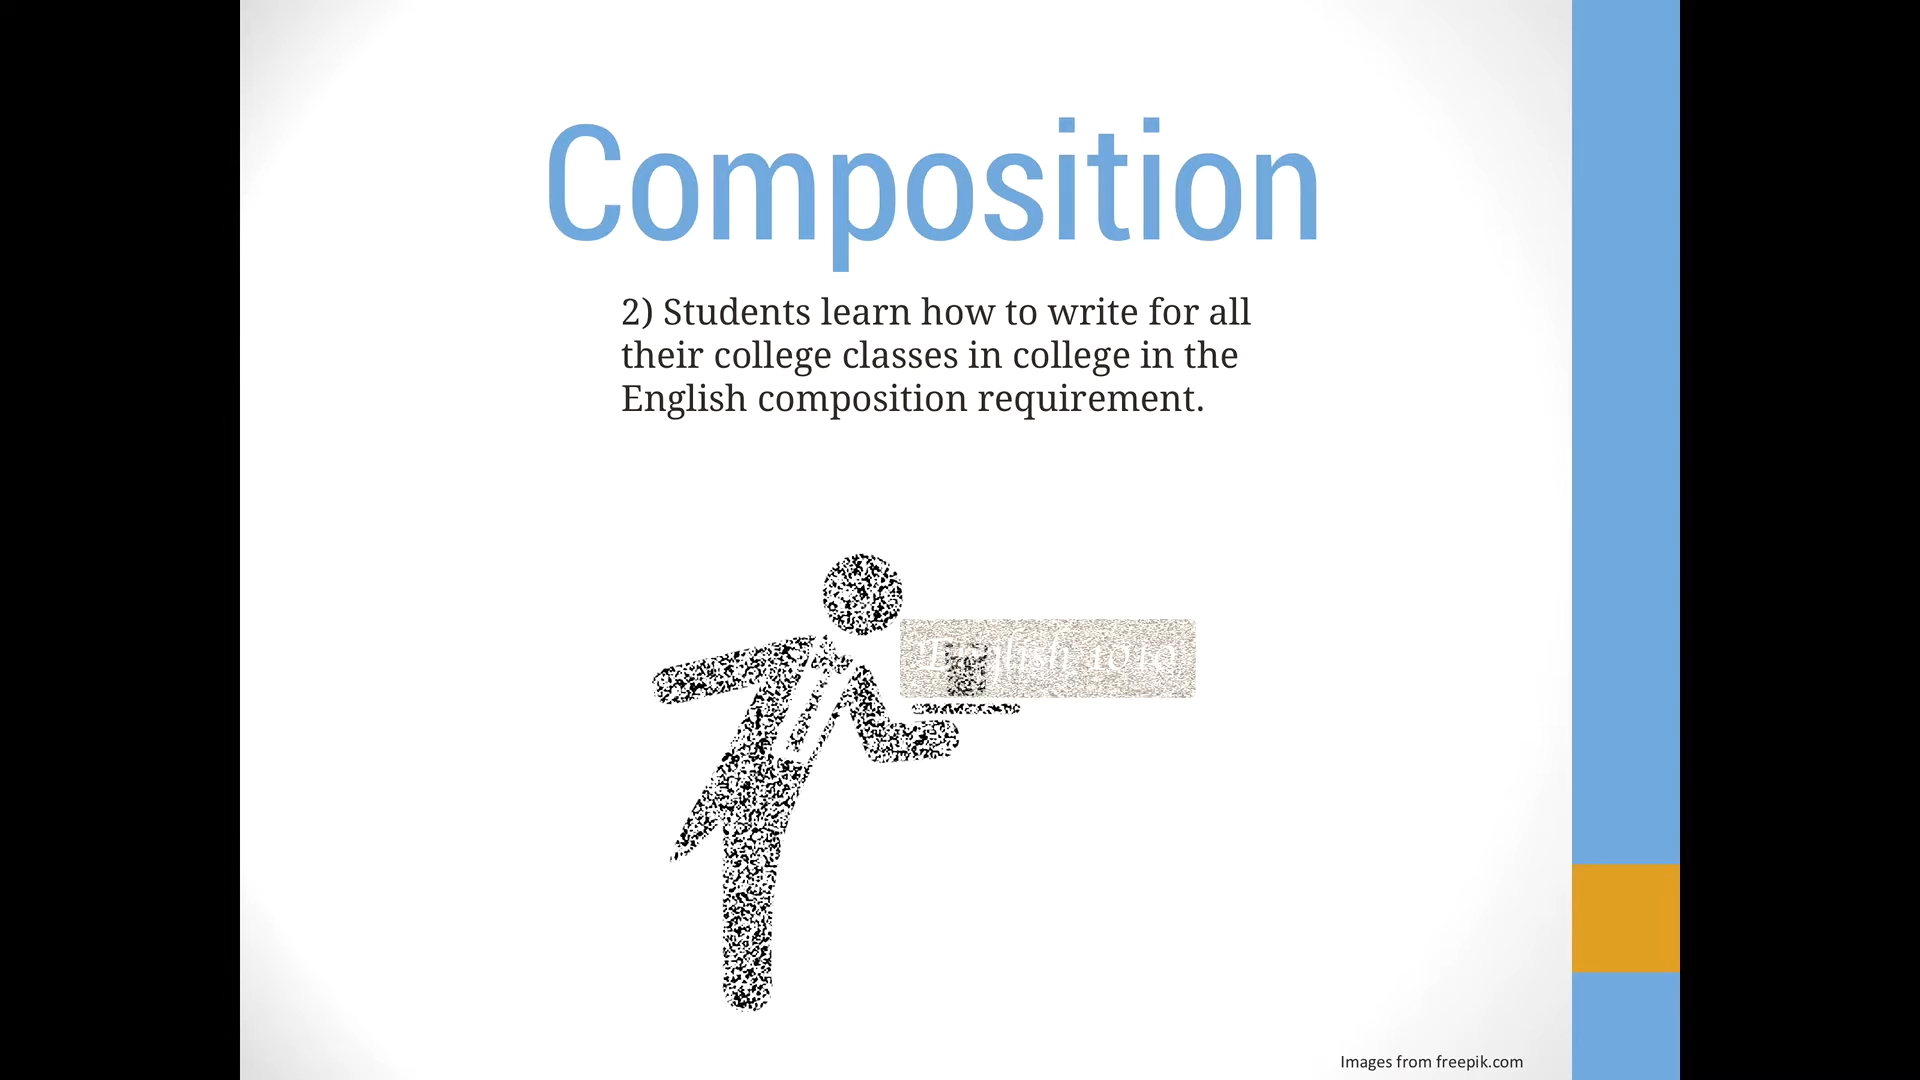 Composition
2) Students learn how to write for all
their college classes in college in the
English composition requirement.
English 1010
Images from freepik.com